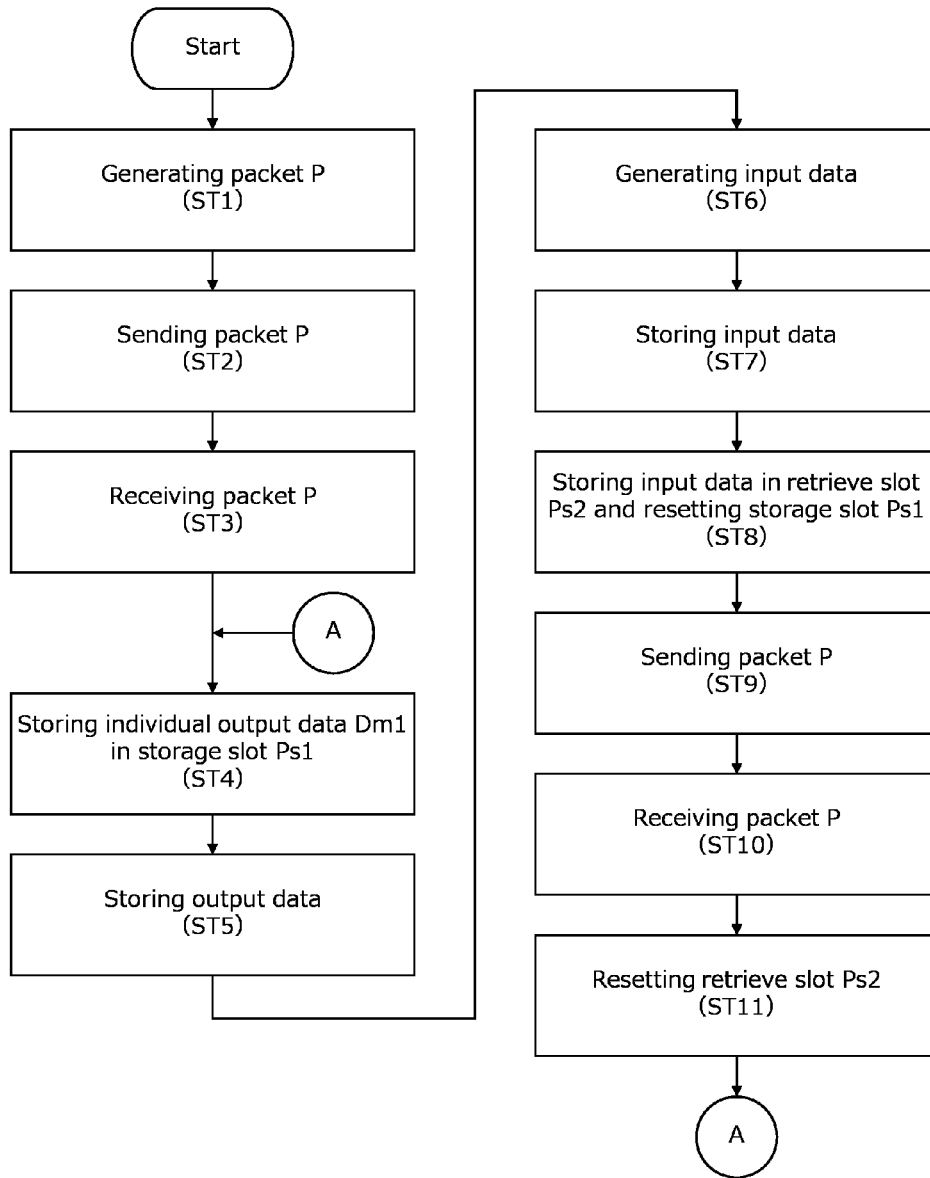 Start
Generating packet P
(ST1)
Sending packet P
(ST2)
Receiving packet P
(ST3)
A
Storing individual output data Dm1
in storage slot Ps1
(ST4)
Storing output data
(ST5)
Generating input data
(ST6)
Storing input data
(ST7)
Storing input data in retrieve slot
Ps2 and resetting storage slot Ps1
(ST8)
Sending packet P
(ST9)
Receiving packet P
(ST10)
Resetting retrieve slot Ps2
(ST11)
A